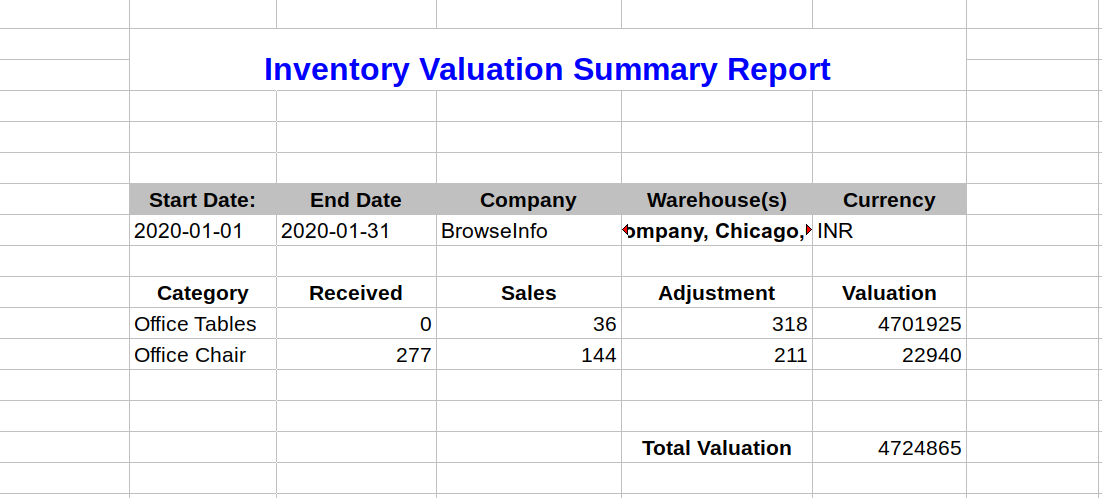 Inventory Valuation Summary Report
Start Date: End Date Company Warehouse(s) Currency
2020-01-01 2020-01-31 BrowseInfo ompany, Chicago, INR
Category Received Sales Adjustment Valuation
Office Tables 0 36 318 4701925
Office Chair 277 144 211 22940
Total Valuation 4724865